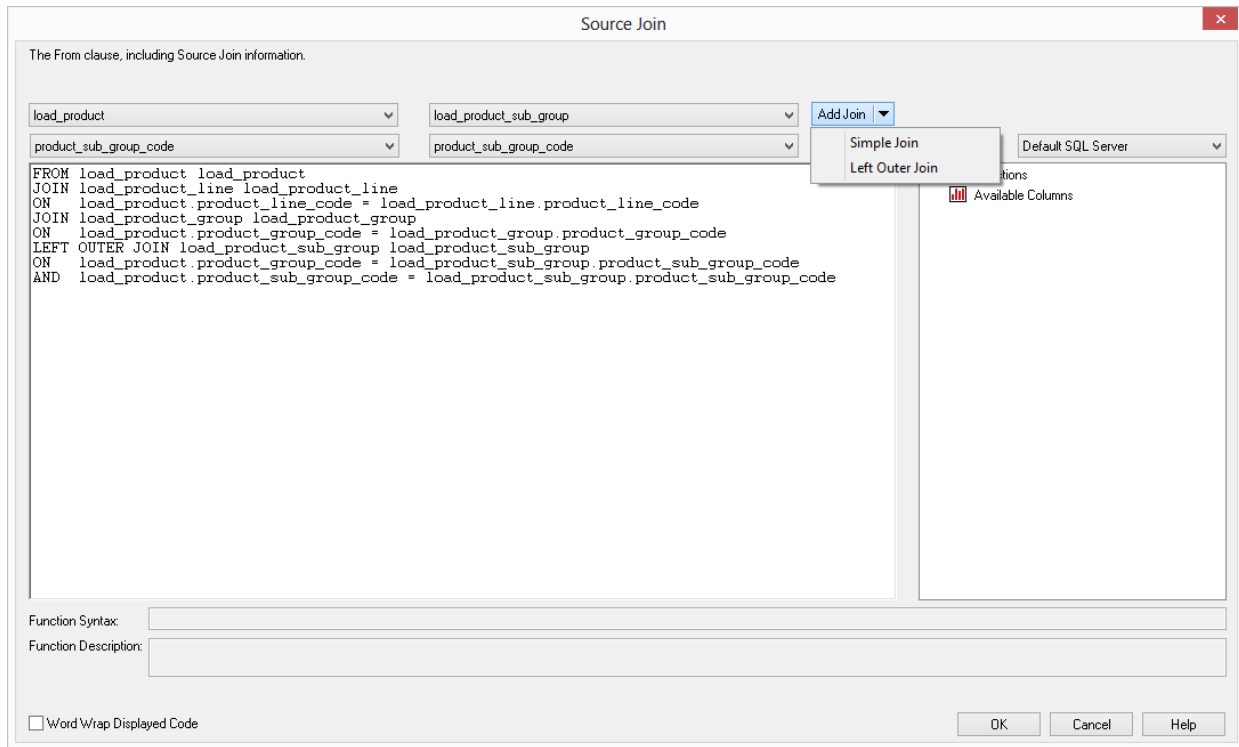 Source Join
The From clause, including Source Join information.
load_product
load_product_sub_group
Add Join
product_sub_group_code
product_sub_group_code
Simple Join
Left Outer Join
Default SQL Server
FROM load_product load_product
JOIN load_product_line load_product_line
ON load_product.product_line_code = load_product_line.product_line_code
JOIN load_product_group load_product_group
ON load_product.product_group_code = load_product_group.product_group_code
LEFT OUTER JOIN load_product_sub_group load_product_sub_group
ON load_product.product_group_code = load_product_sub_group.product_sub_group_code
AND load_product.product_sub_group_code = load_product_sub_group.product_sub_group_code
Available Columns
Function Syntax:
Function Description:
Word Wrap Displayed Code
OK
Cancel
Help